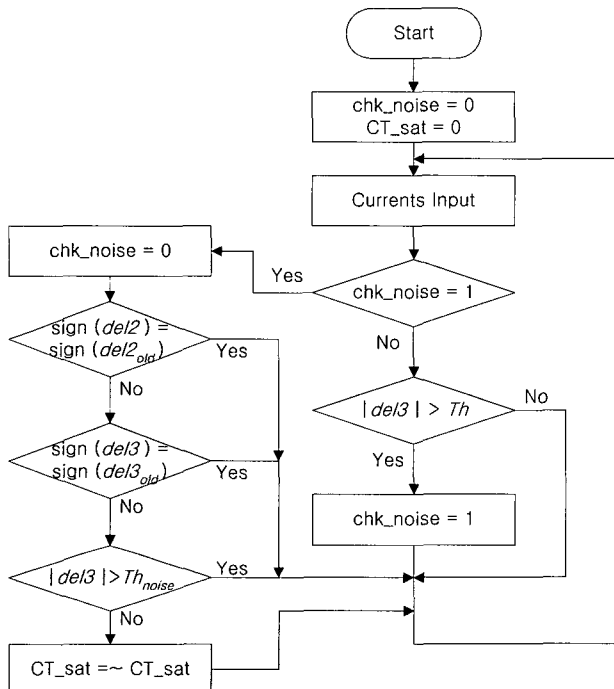 Start
chk_noise = 0
CT_sat = 0
Currents Input
chk_noise = 0
Yes
chk_noise = 1
No
sign (del2) =
sign (del2old)
Yes
No
|del3| > Th
No
Yes
sign (del3) =
sign (del3old)
Yes
No
chk_noise = 1
|del3|>Thnoise
Yes
No
CT_sat =~ CT_sat